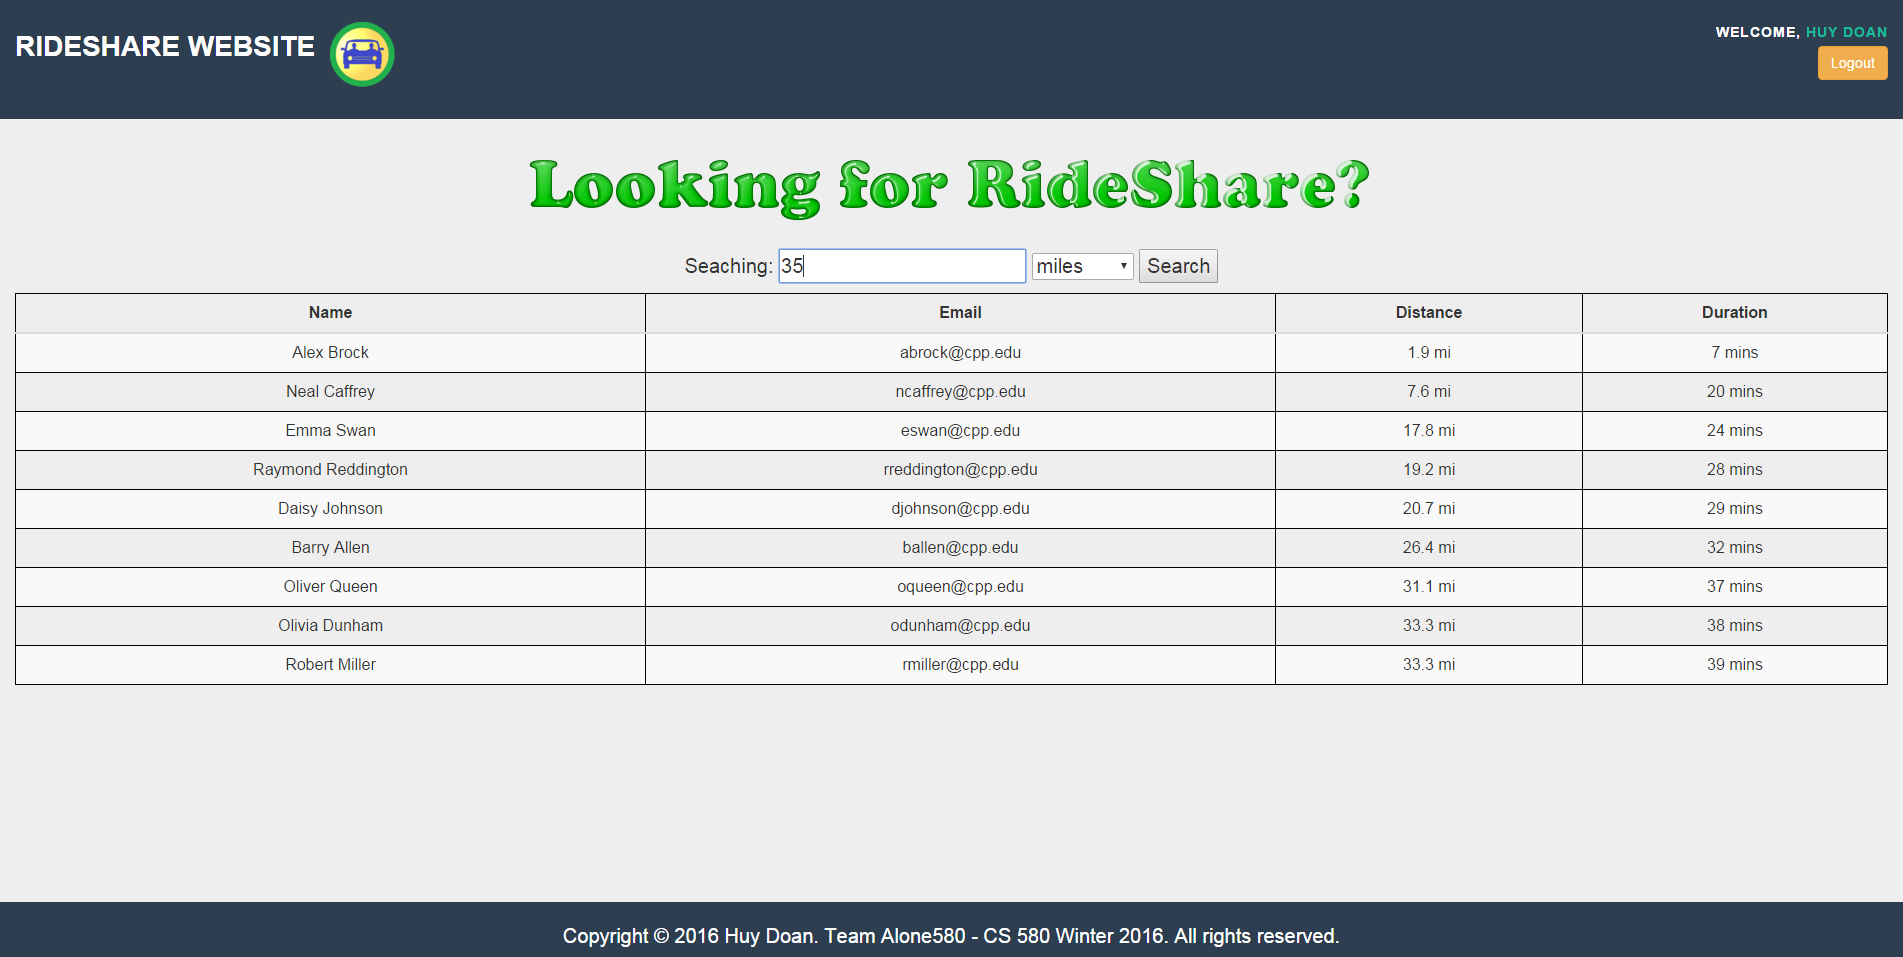 RIDESHARE WEBSITE
WELCOME, HUY DOAN
Logout
Looking for RideShare?
Seaching: 35 miles Search
Name Email Distance Duration
Alex Brock abrock@cpp.edu 1.9 mi 7 mins
Neal Caffrey ncaffrey@cpp.edu 7.6 mi 20 mins
Emma Swan eswan@cpp.edu 17.8 mi 24 mins
Raymond Reddington rreddington@cpp.edu 19.2 mi 28 mins
Daisy Johnson djohnson@cpp.edu 20.7 mi 29 mins
Barry Allen ballen@cpp.edu 26.4 mi 32 mins
Oliver Queen oqueen@cpp.edu 31.1 mi 37 mins
Olivia Dunham odunham@cpp.edu 33.3 mi 38 mins
Robert Miller rmiller@cpp.edu 33.3 mi 39 mins
Copyright © 2016 Huy Doan. Team Alone580 - CS 580 Winter 2016. All rights reserved.